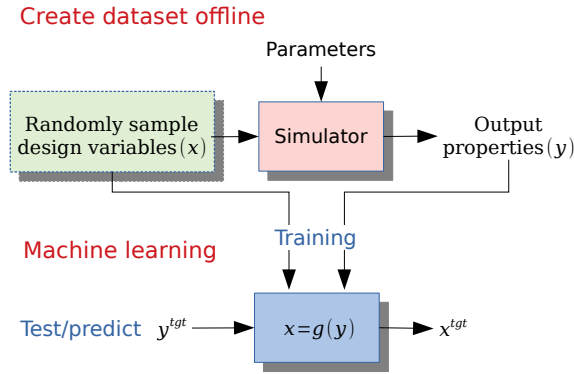 Create dataset offline
Parameters
Randomly sample
design variables(x)
Simulator
Output
properties(y)
Training
Machine learning
Test/predict
y^tgt
x=g(y)
x^tgt